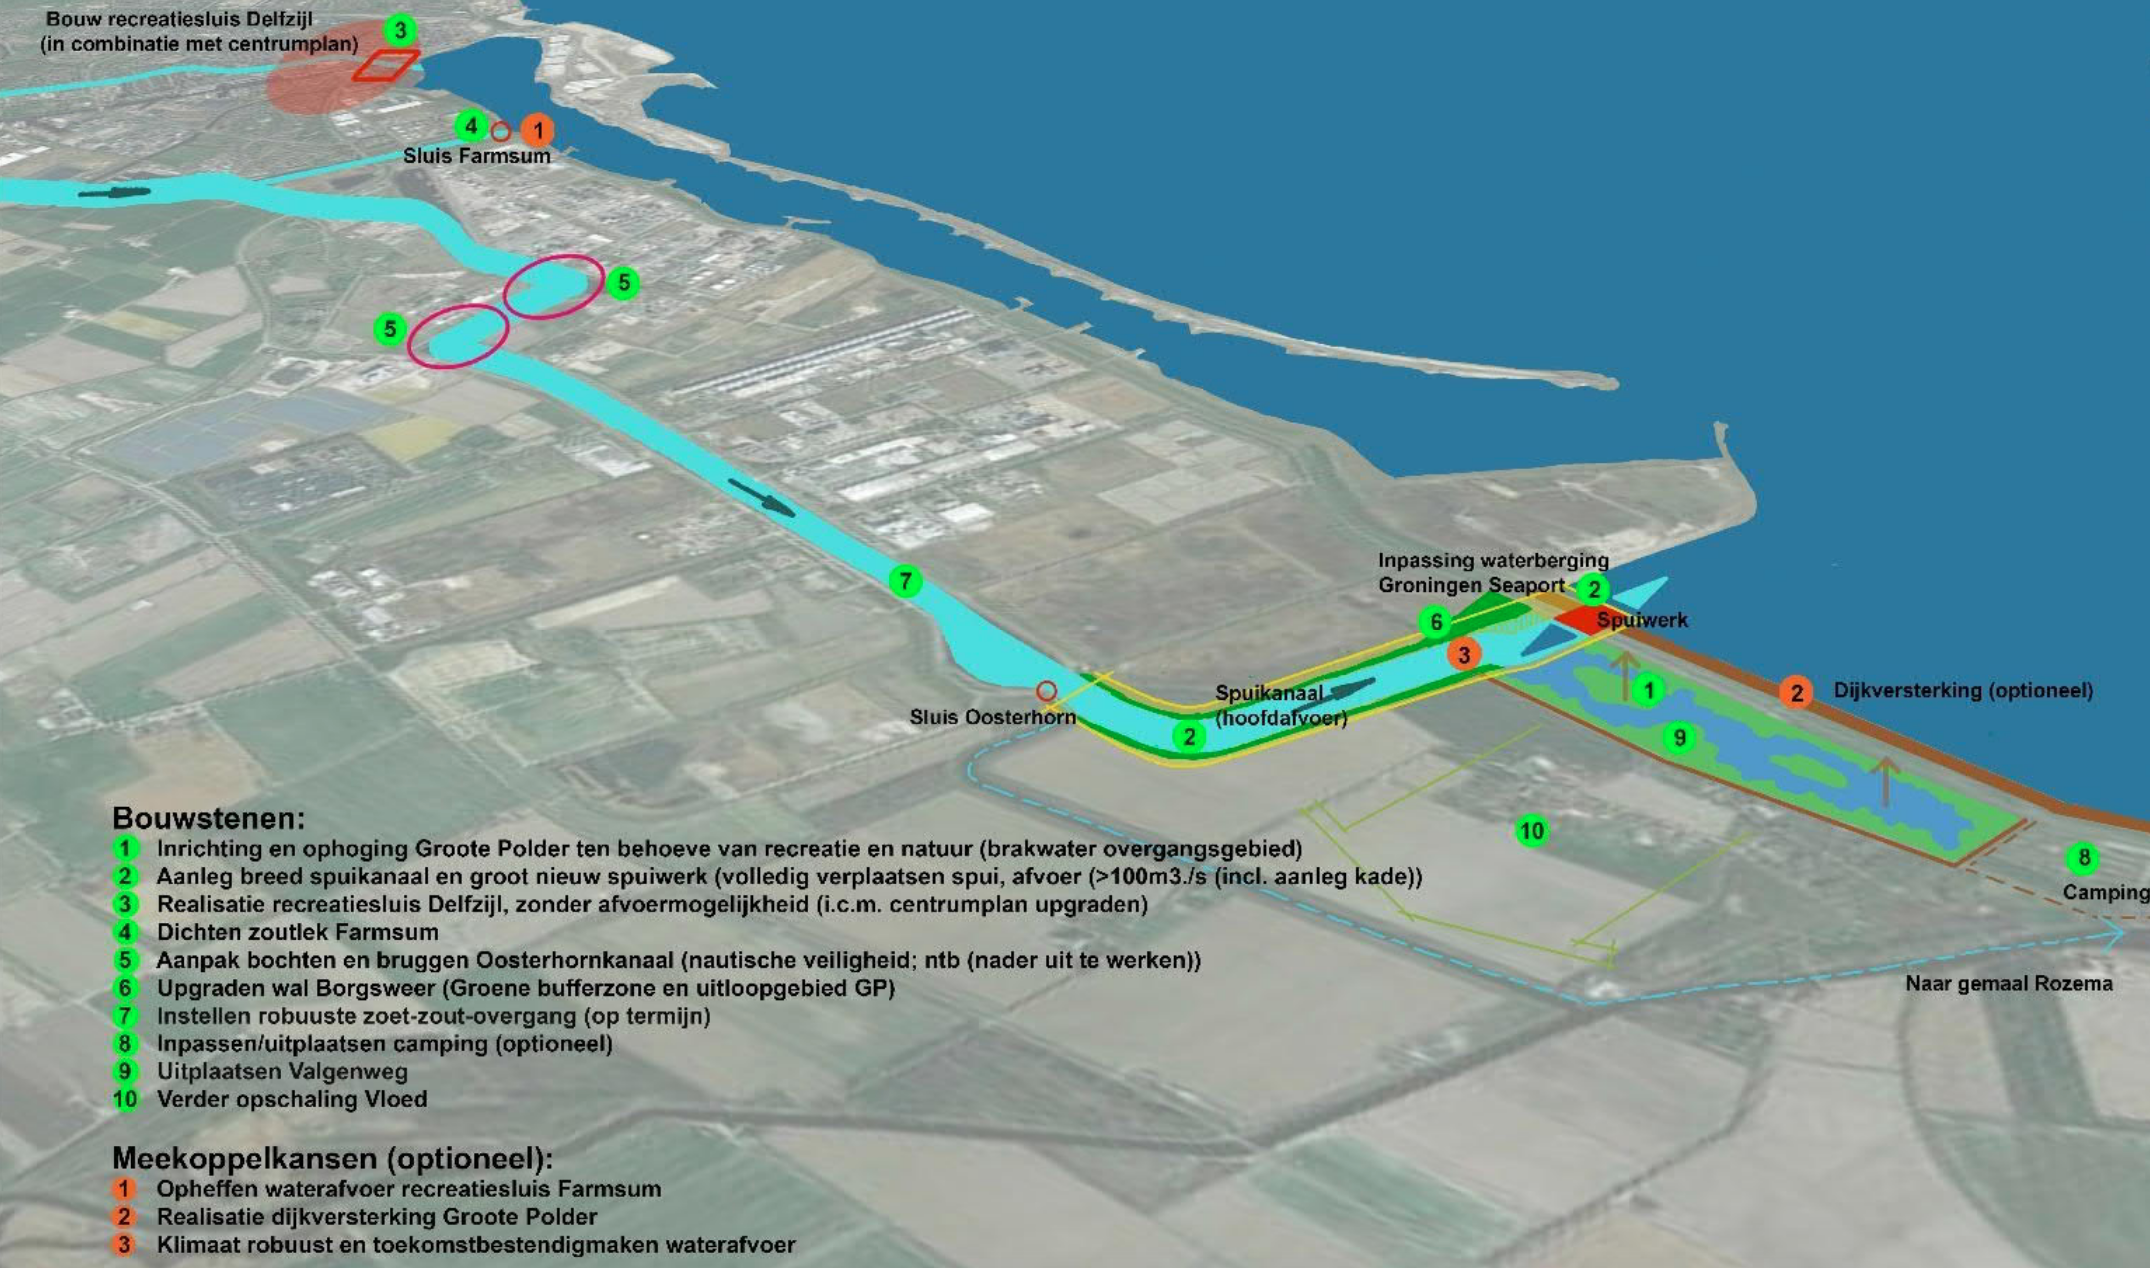 Bouw recreatiesluis Delfzijl
(in combinatie met centrumplan)
3
4
1
Sluis Farmsum
5
5
7
Inpassing waterberging
Groningen Seaport
2
6
Spuiwerk
3
Sluis Oosterhorn
Spuikanaal
(hoofdafvoer)
2
1
2
Dijkversterking (optioneel)
9
10
8
Camping
Naar gemaal Rozema
Bouwstenen:
1 Inrichting en ophoging Groote Polder ten behoeve van recreatie en natuur (brakwater overgangsgebied)
2 Aanleg breed spuikanaal en groot nieuw spuiwerk (volledig verplaatsen spui, afvoer (>100m3./s (incl. aanleg kade))
3 Realisatie recreatiesluis Delfzijl, zonder afvoermogelijkheid (i.c.m. centrumplan upgraden)
4 Dichten zoutlek Farmsum
5 Aanpak bochten en bruggen Oosterhornkanaal (nautische veiligheid; ntb (nader uit te werken))
6 Upgraden wal Borgsweer (Groene bufferzone en uitloopgebied GP)
7 Instellen robuuste zoet-zout-overgang (op termijn)
8 Inpassen/uitplaatsen camping (optioneel)
9 Uitplaatsen Valgenweg
10 Verder opschaling Vloed
Meekoppelkansen (optioneel):
1 Opheffen waterafvoer recreatiesluis Farmsum
2 Realisatie dijkversterking Groote Polder
3 Klimaat robuust en toekomstbestendigmaken waterafvoer